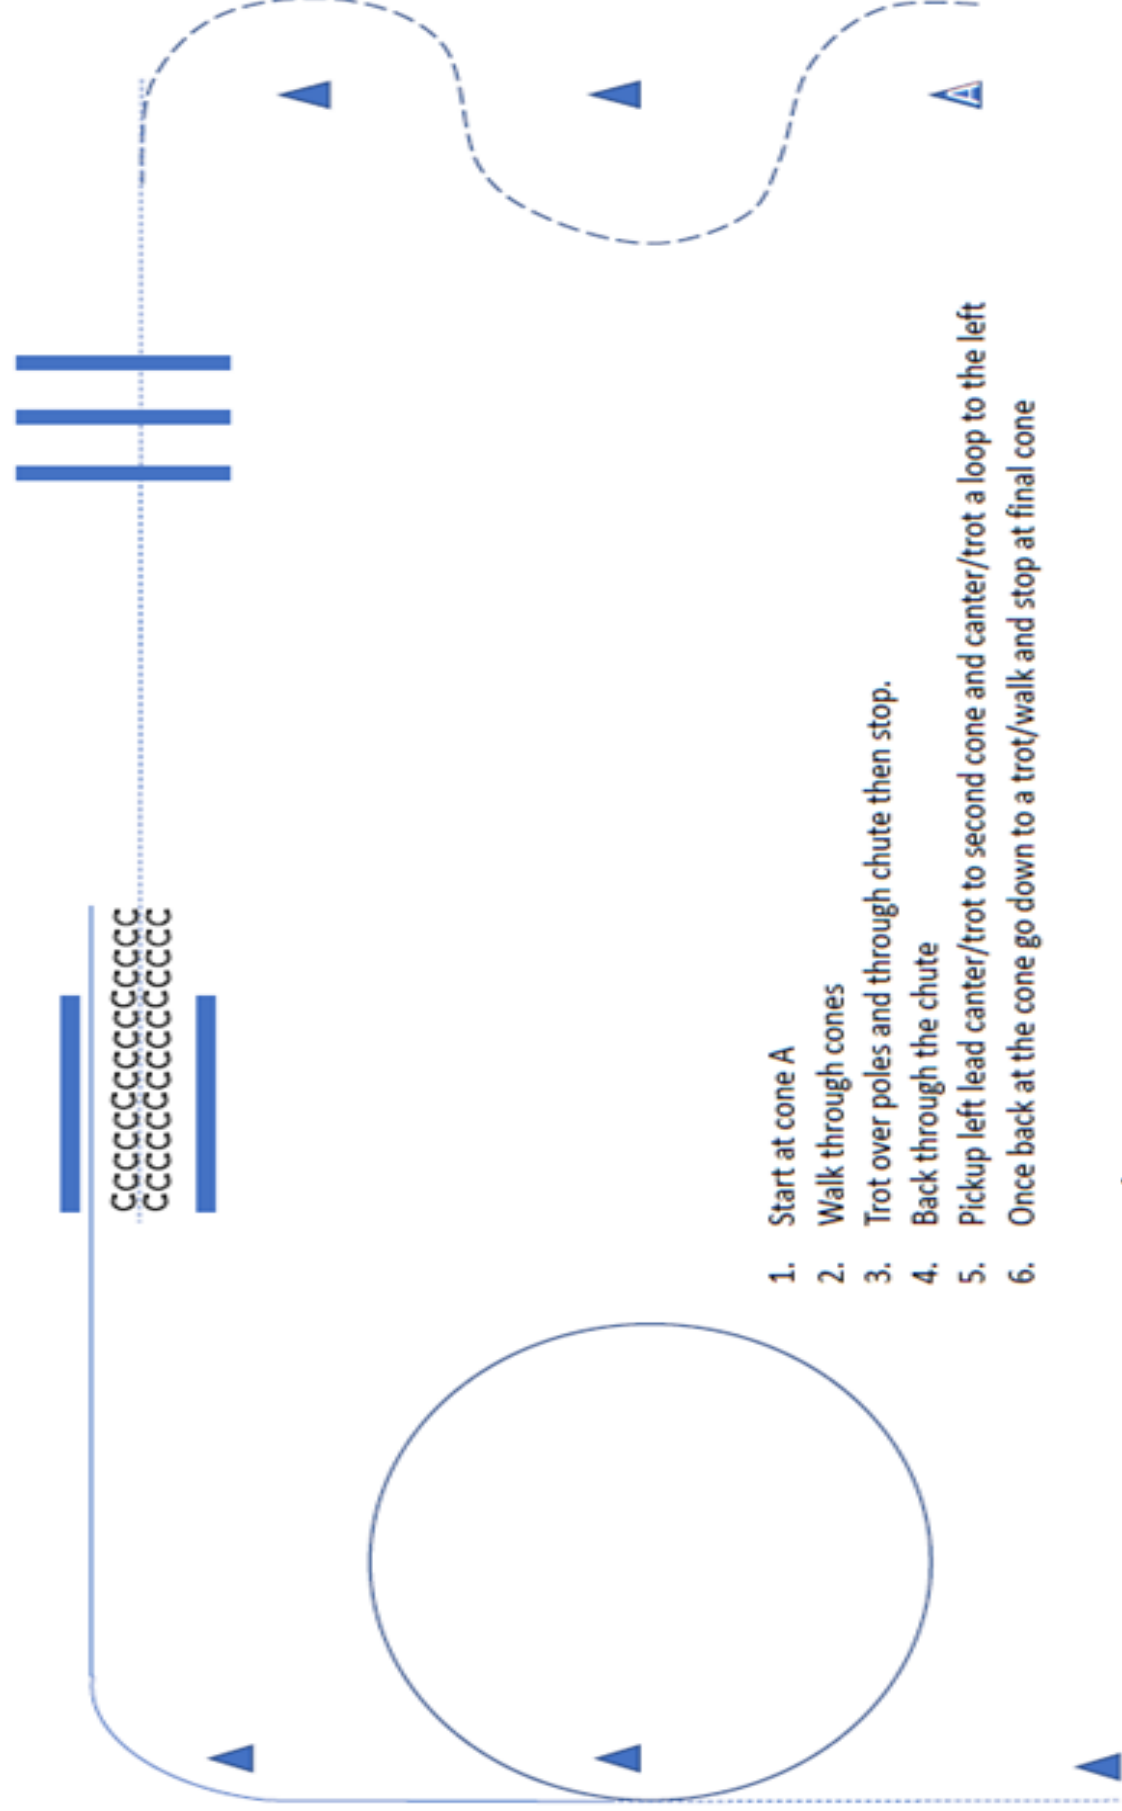 CCCCCCCCCCCCCCC
CCCCCCCCCCCCCCC
A
1. Start at cone A
2. Walk through cones
3. Trot over poles and through chute then stop.
4. Back through the chute
5. Pickup left lead canter/trot to second cone and canter/trot a loop to the left
6. Once back at the cone go down to a trot/walk and stop at final cone